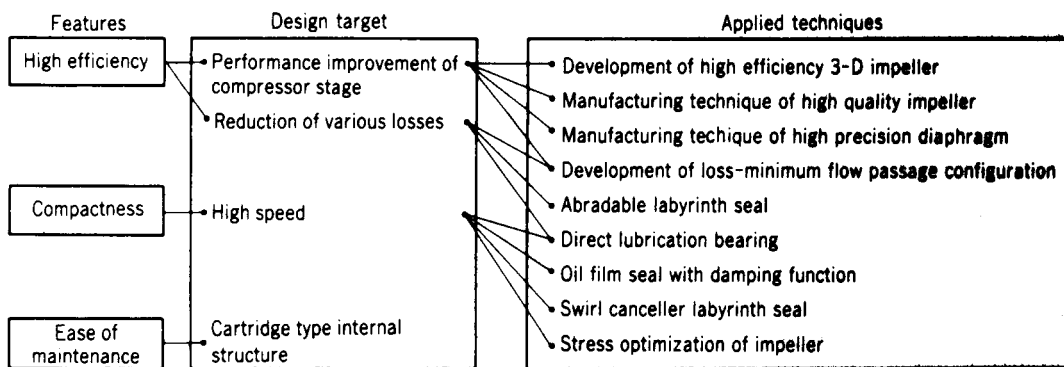 Features
Design target
Applied techniques
High efficiency
Performance improvement of
compressor stage
Reduction of various losses
Compactness
High speed
Ease of
maintenance
Cartridge type internal
structure
Development of high efficiency 3-D impeller
Manufacturing technique of high quality impeller
Manufacturing techique of high precision diaphragm
Development of loss-minimum flow passage configuration
Abradable labyrinth seal
Direct lubrication bearing
Oil film seal with damping function
Swirl canceller labyrinth seal
Stress optimization of impeller